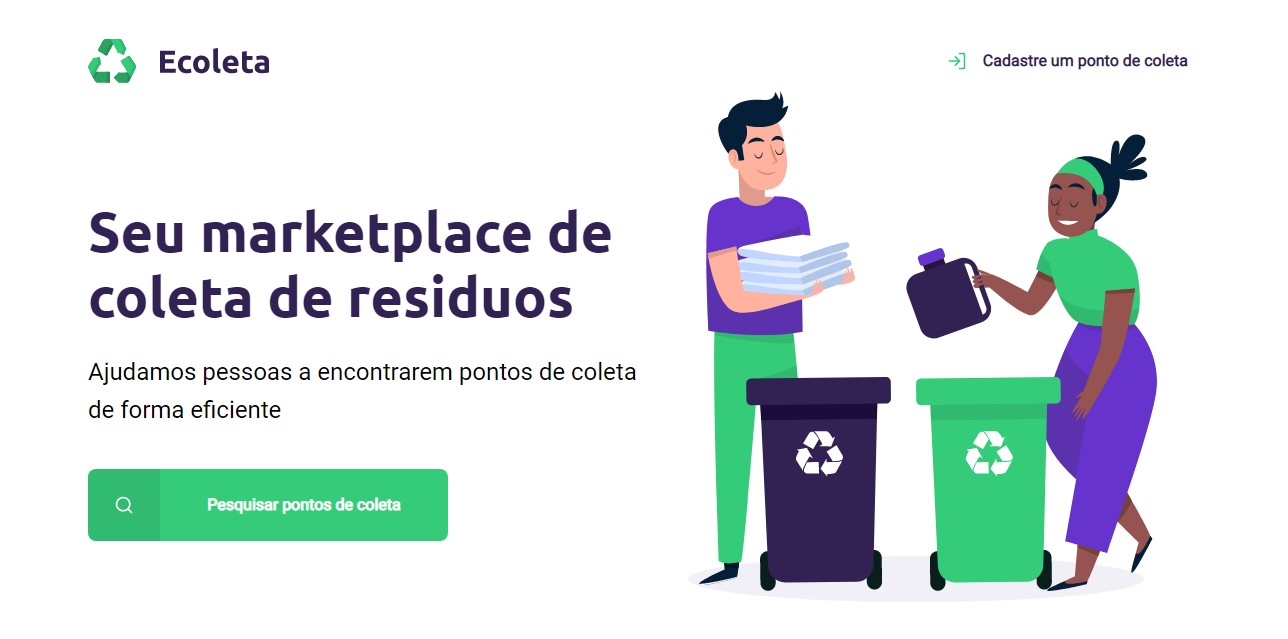 Ecoleta
Cadastre um ponto de coleta
Seu marketplace de
coleta de residuos
Ajudamos pessoas a encontrarem pontos de coleta
de forma eficiente
Pesquisar pontos de coleta